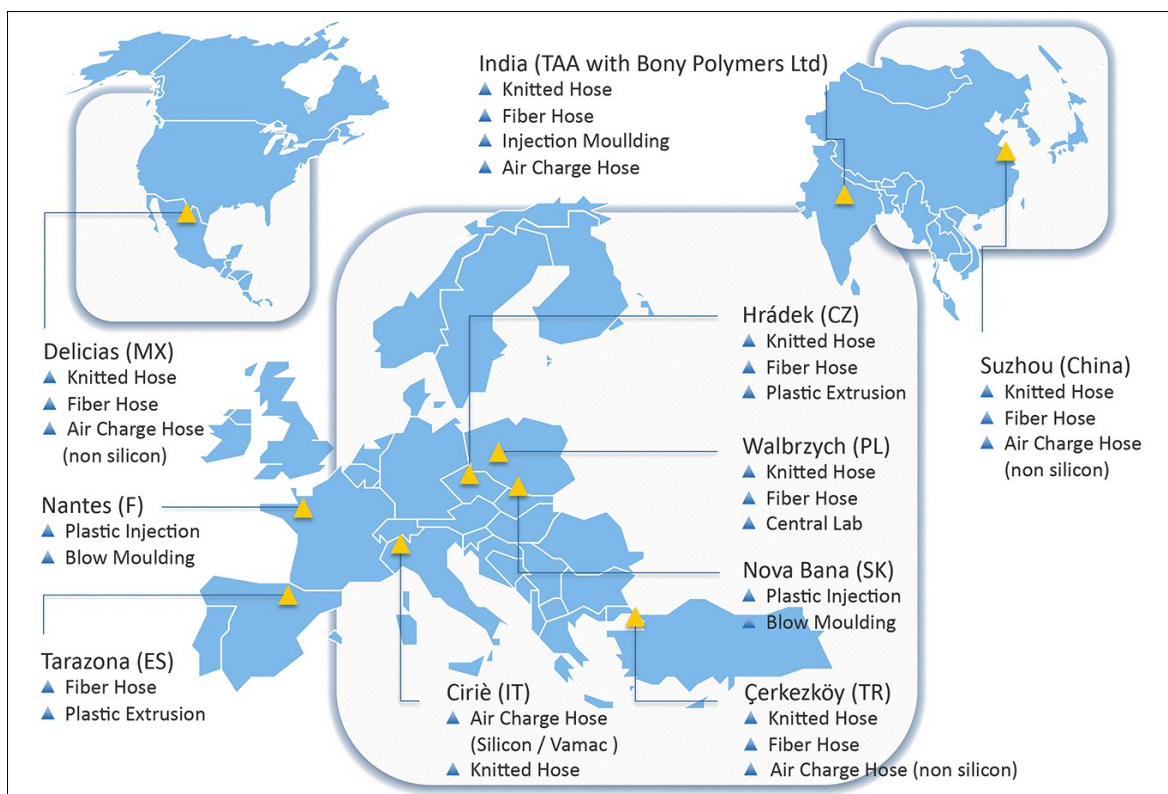 India (TAA with Bony Polymers Ltd)
Knitted Hose
Fiber Hose
Injection Moullding
Air Charge Hose
Delicias (MX)
Knitted Hose
Fiber Hose
Air Charge Hose
(non silicon)
Nantes (F)
Plastic Injection
Blow Moulding
Tarazona (ES)
Fiber Hose
Plastic Extrusion
Ciriè (IT)
Air Charge Hose
(Silicon / Vamac )
Knitted Hose
Hrádek (CZ)
Knitted Hose
Fiber Hose
Plastic Extrusion
Walbrzych (PL)
Knitted Hose
Fiber Hose
Central Lab
Nova Bana (SK)
Plastic Injection
Blow Moulding
Çerkezköy (TR)
Knitted Hose
Fiber Hose
Air Charge Hose (non silicon)
Suzhou (China)
Knitted Hose
Fiber Hose
Air Charge Hose
(non silicon)